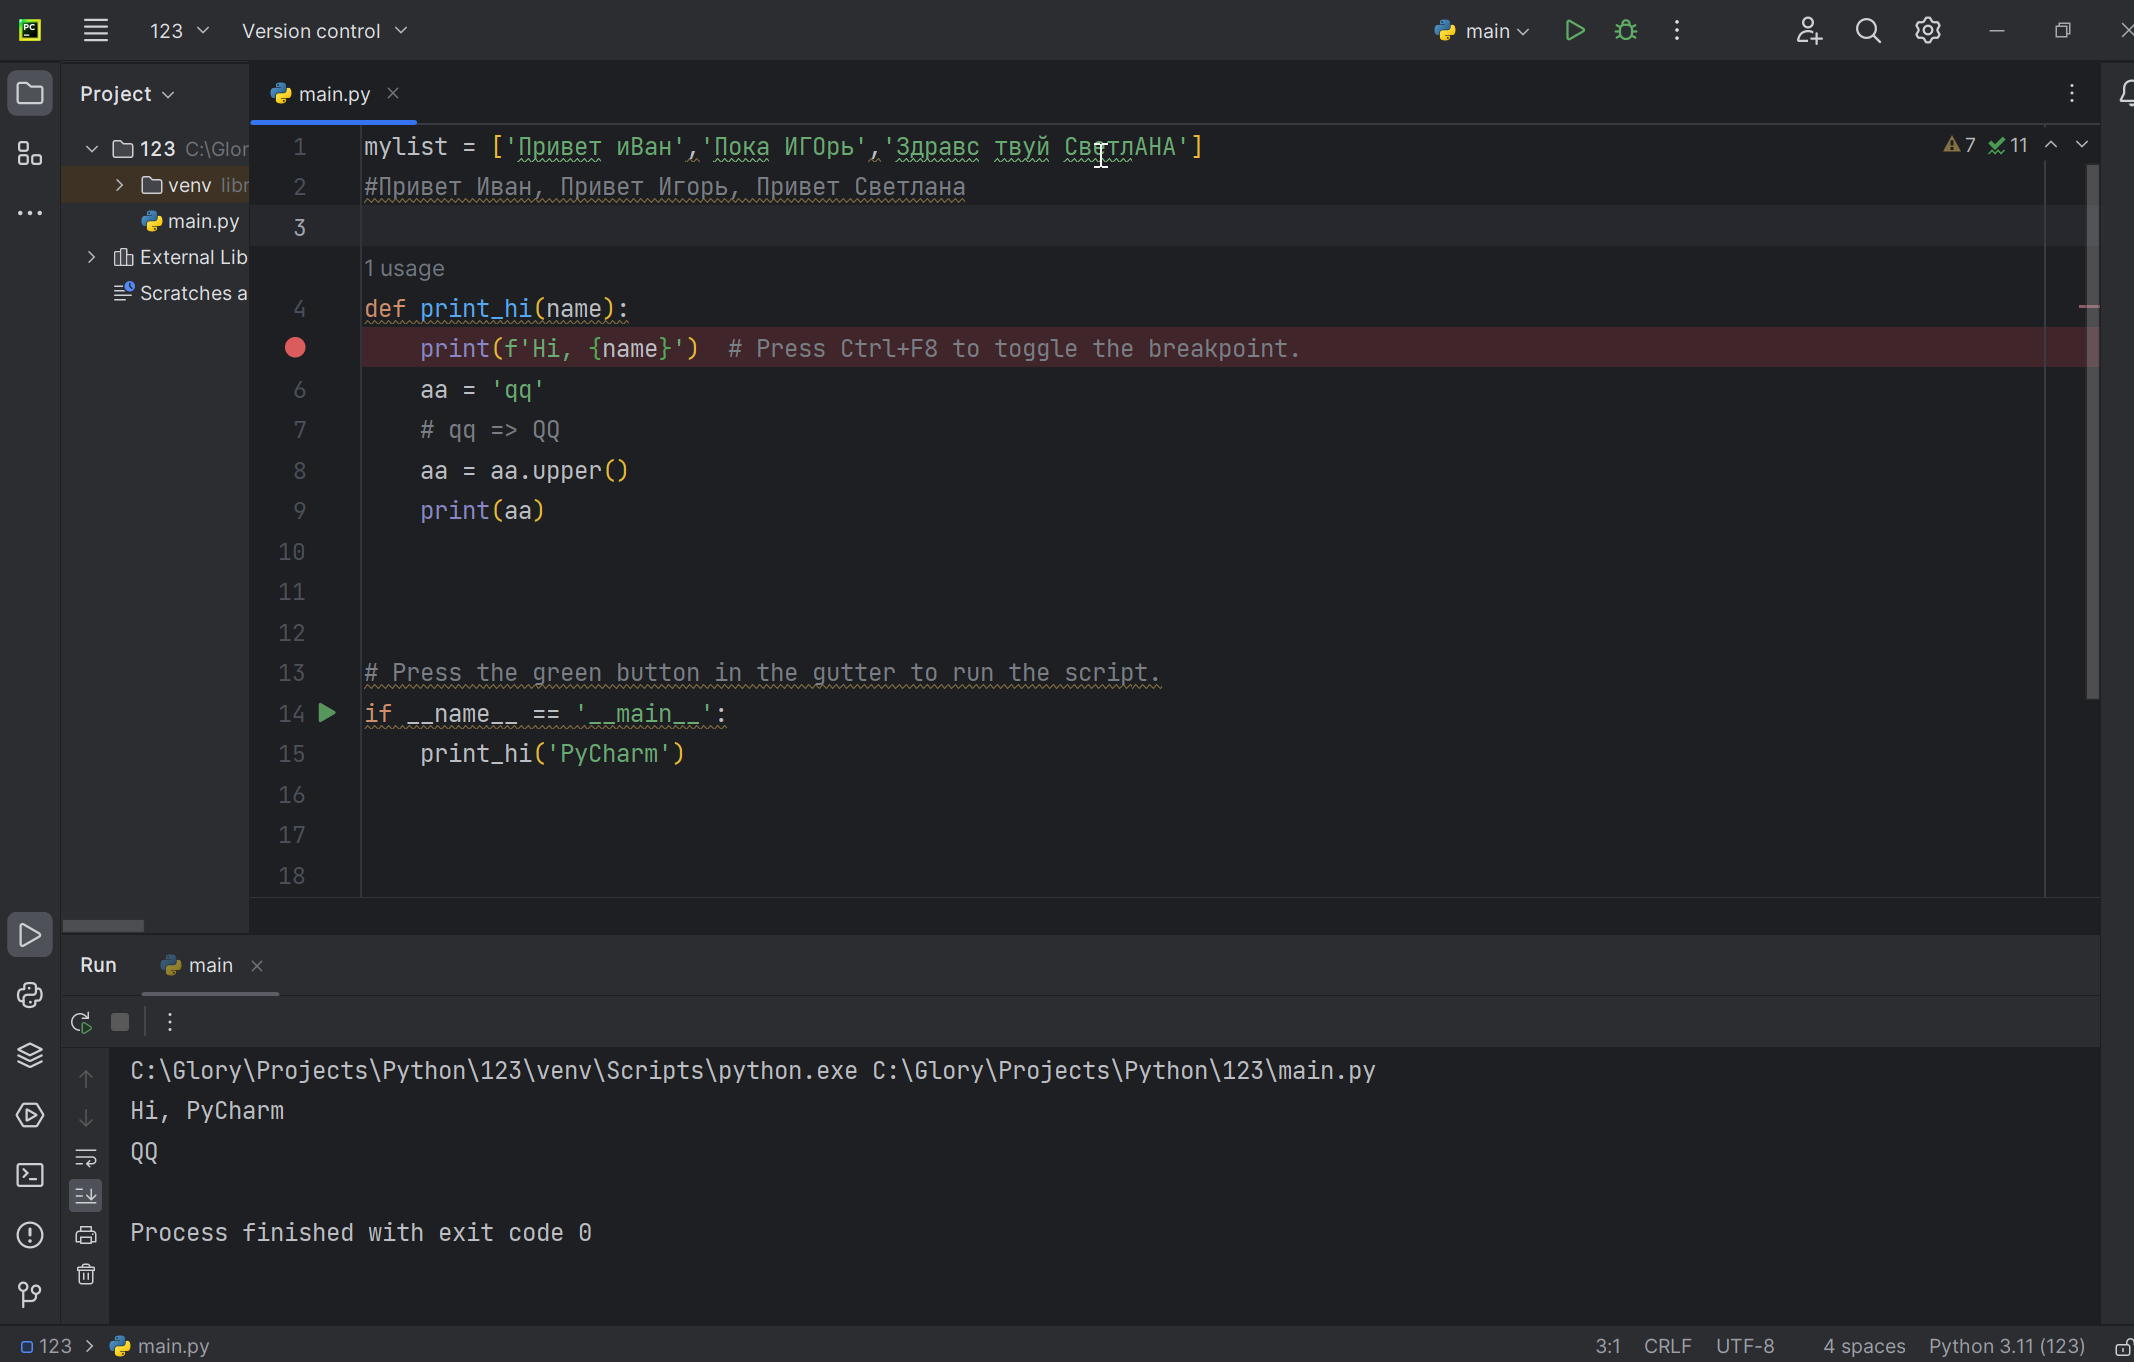 PC
123
Version control
main
Project
main.py
123 C:\Glor
venv libr
main.py
External Lib
Scratches a
1 mylist = ['Привет иВан','Пока ИГОрь','Здравс твуй СветлАНА']
7 11
2 #Привет Иван, Привет Игорь, Привет Светлана
3
1 usage
4 def print_hi(name):
print(f'Hi, {name}')  # Press Ctrl+F8 to toggle the breakpoint.
6 aa = 'qq'
7 # qq => QQ
8 aa = aa.upper()
9 print(aa)
10
11
12
13 # Press the green button in the gutter to run the script.
14 if __name__ == '__main__':
15 print_hi('PyCharm')
16
17
18
Run main
C:\Glory\Projects\Python\123\venv\Scripts\python.exe C:\Glory\Projects\Python\123\main.py
Hi, PyCharm
QQ
Process finished with exit code 0
123 > main.py
3:1 CRLF UTF-8 4 spaces Python 3.11 (123)